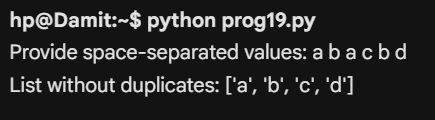 hp@Damit:~$ python prog19.py
Provide space-separated values: a b a c b d
List without duplicates: ['a', 'b', 'c', 'd']